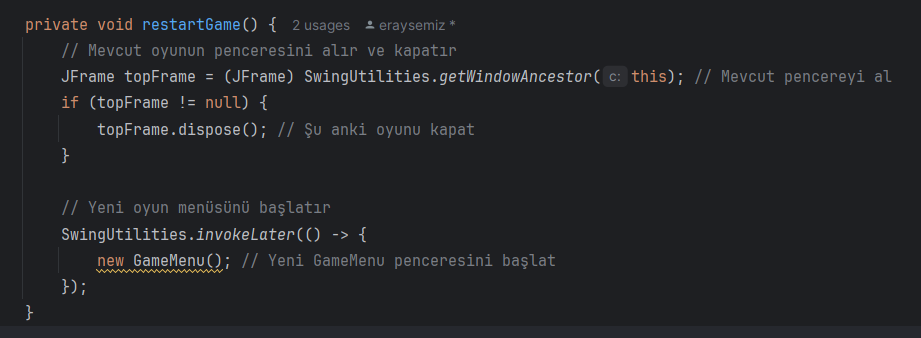 private void restartGame() { 2 usages eraysemiz *
// Mevcut oyunun penceresini alır ve kapatır
JFrame topFrame = (JFrame) SwingUtilities.getWindowAncestor( c: this); // Mevcut pencereyi al
if (topFrame != null) {
topFrame.dispose(); // Şu anki oyunu kapat
}
// Yeni oyun menüsünü başlatır
SwingUtilities.invokeLater(() -> {
new GameMenu(); // Yeni GameMenu penceresini başlat
});
}